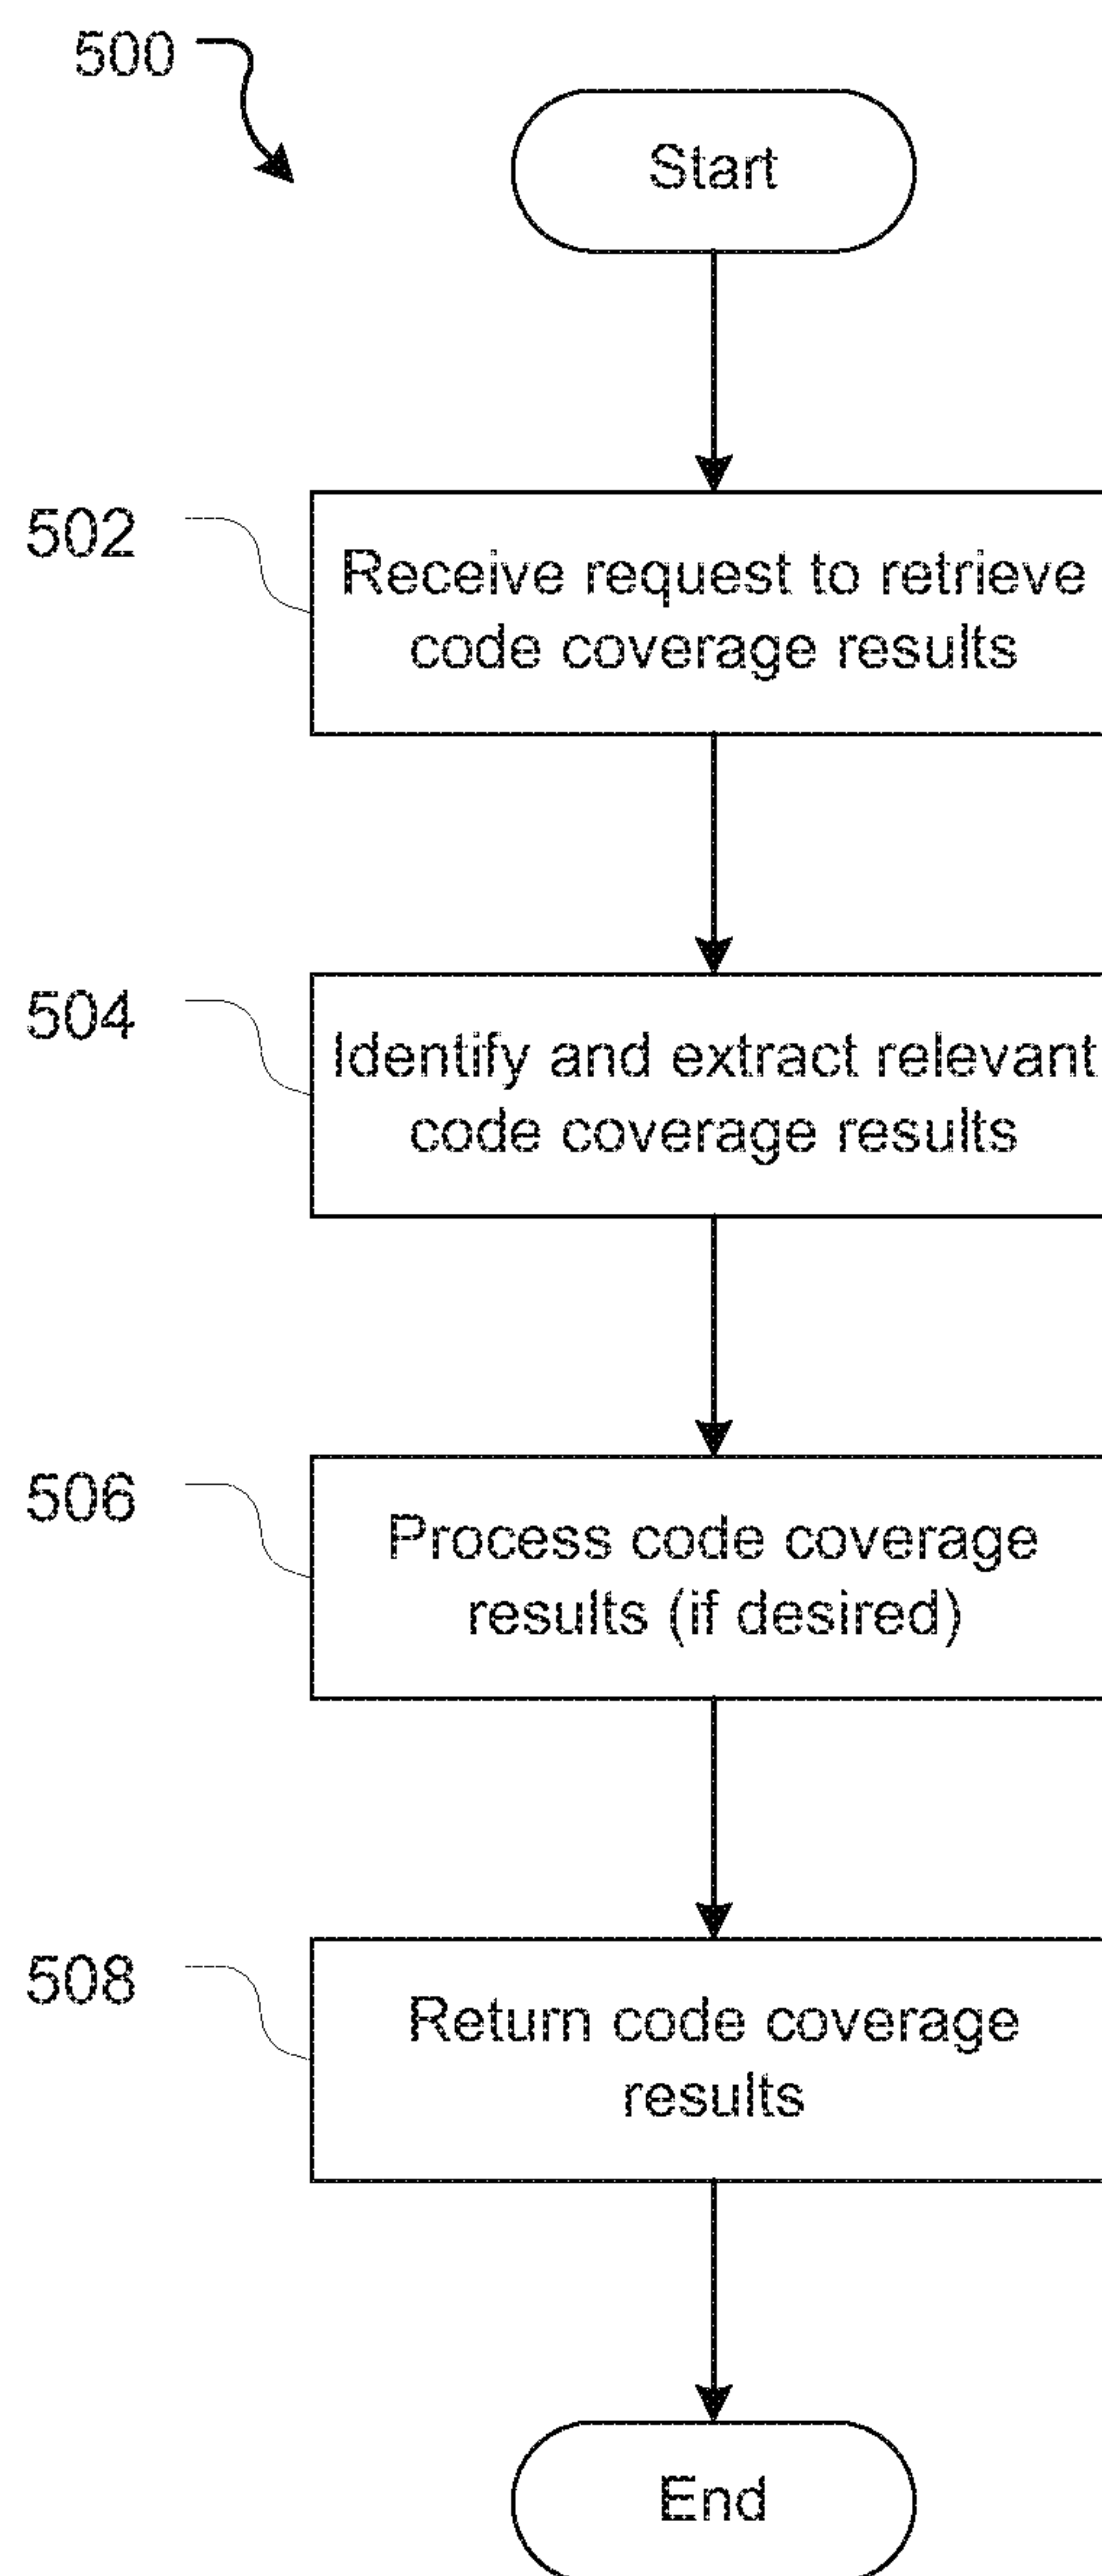 500
Start
502
Receive request to retrieve
code coverage results
504
Identify and extract relevant
code coverage results
506
Process code coverage
results (if desired)
508
Return code coverage
results
End